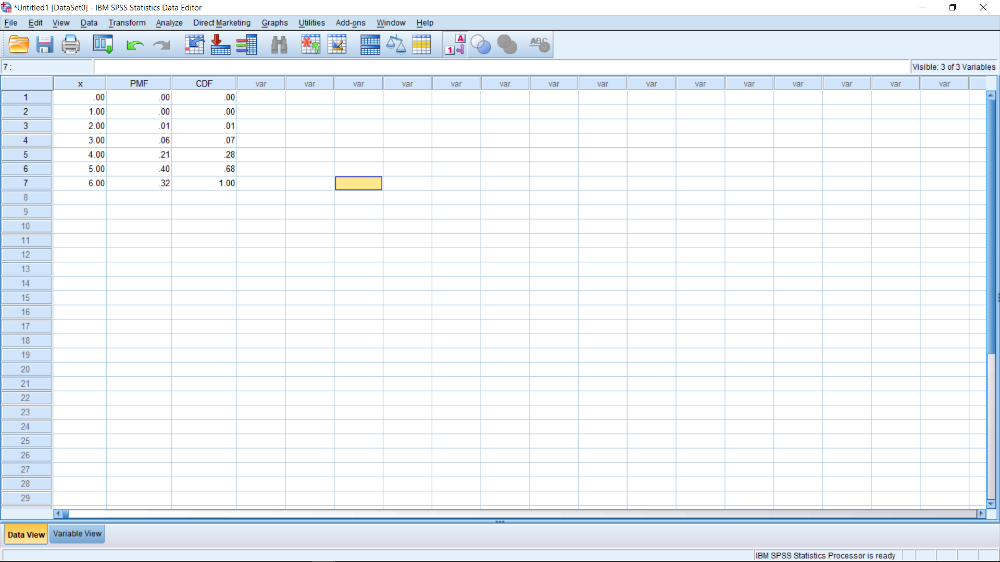 *Untitled1 [DataSet0] - IBM SPSS Statistics Data Editor
File Edit View Data Transform Analyze Direct Marketing Graphs Utilities Add-ons Window Help
A
1
ABC
7 :
Visible: 3 of 3 Variables
x PMF CDF var var var var var var var var var var var var var var var
1 .00 .00 .00
2 1.00 .00 .00
3 2.00 .01 .01
4 3.00 .06 .07
5 4.00 .21 .28
6 5.00 .40 .68
7 6.00 .32 1.00
8
9
10
11
12
13
14
15
16
17
18
19
20
21
22
23
24
25
26
27
28
29
Data View Variable View
IBM SPSS Statistics Processor is ready